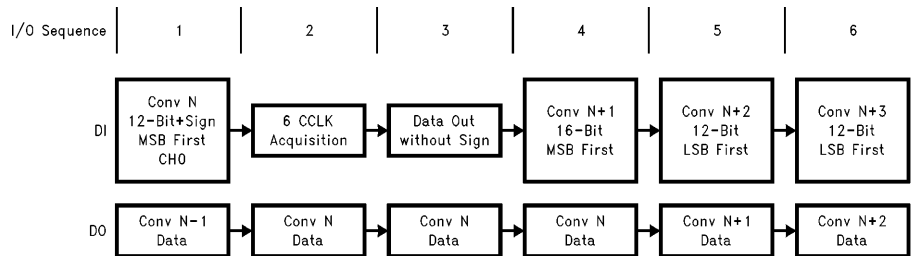 I/O Sequence 1 2 3 4 5 6
DI
Conv N
12-Bit+Sign
MSB First
CH0
6 CCLK
Acquisition
Data Out
without Sign
Conv N+1
16-Bit
MSB First
Conv N+2
12-Bit
LSB First
Conv N+3
12-Bit
LSB First
DO
Conv N-1
Data
Conv N
Data
Conv N
Data
Conv N
Data
Conv N+1
Data
Conv N+2
Data